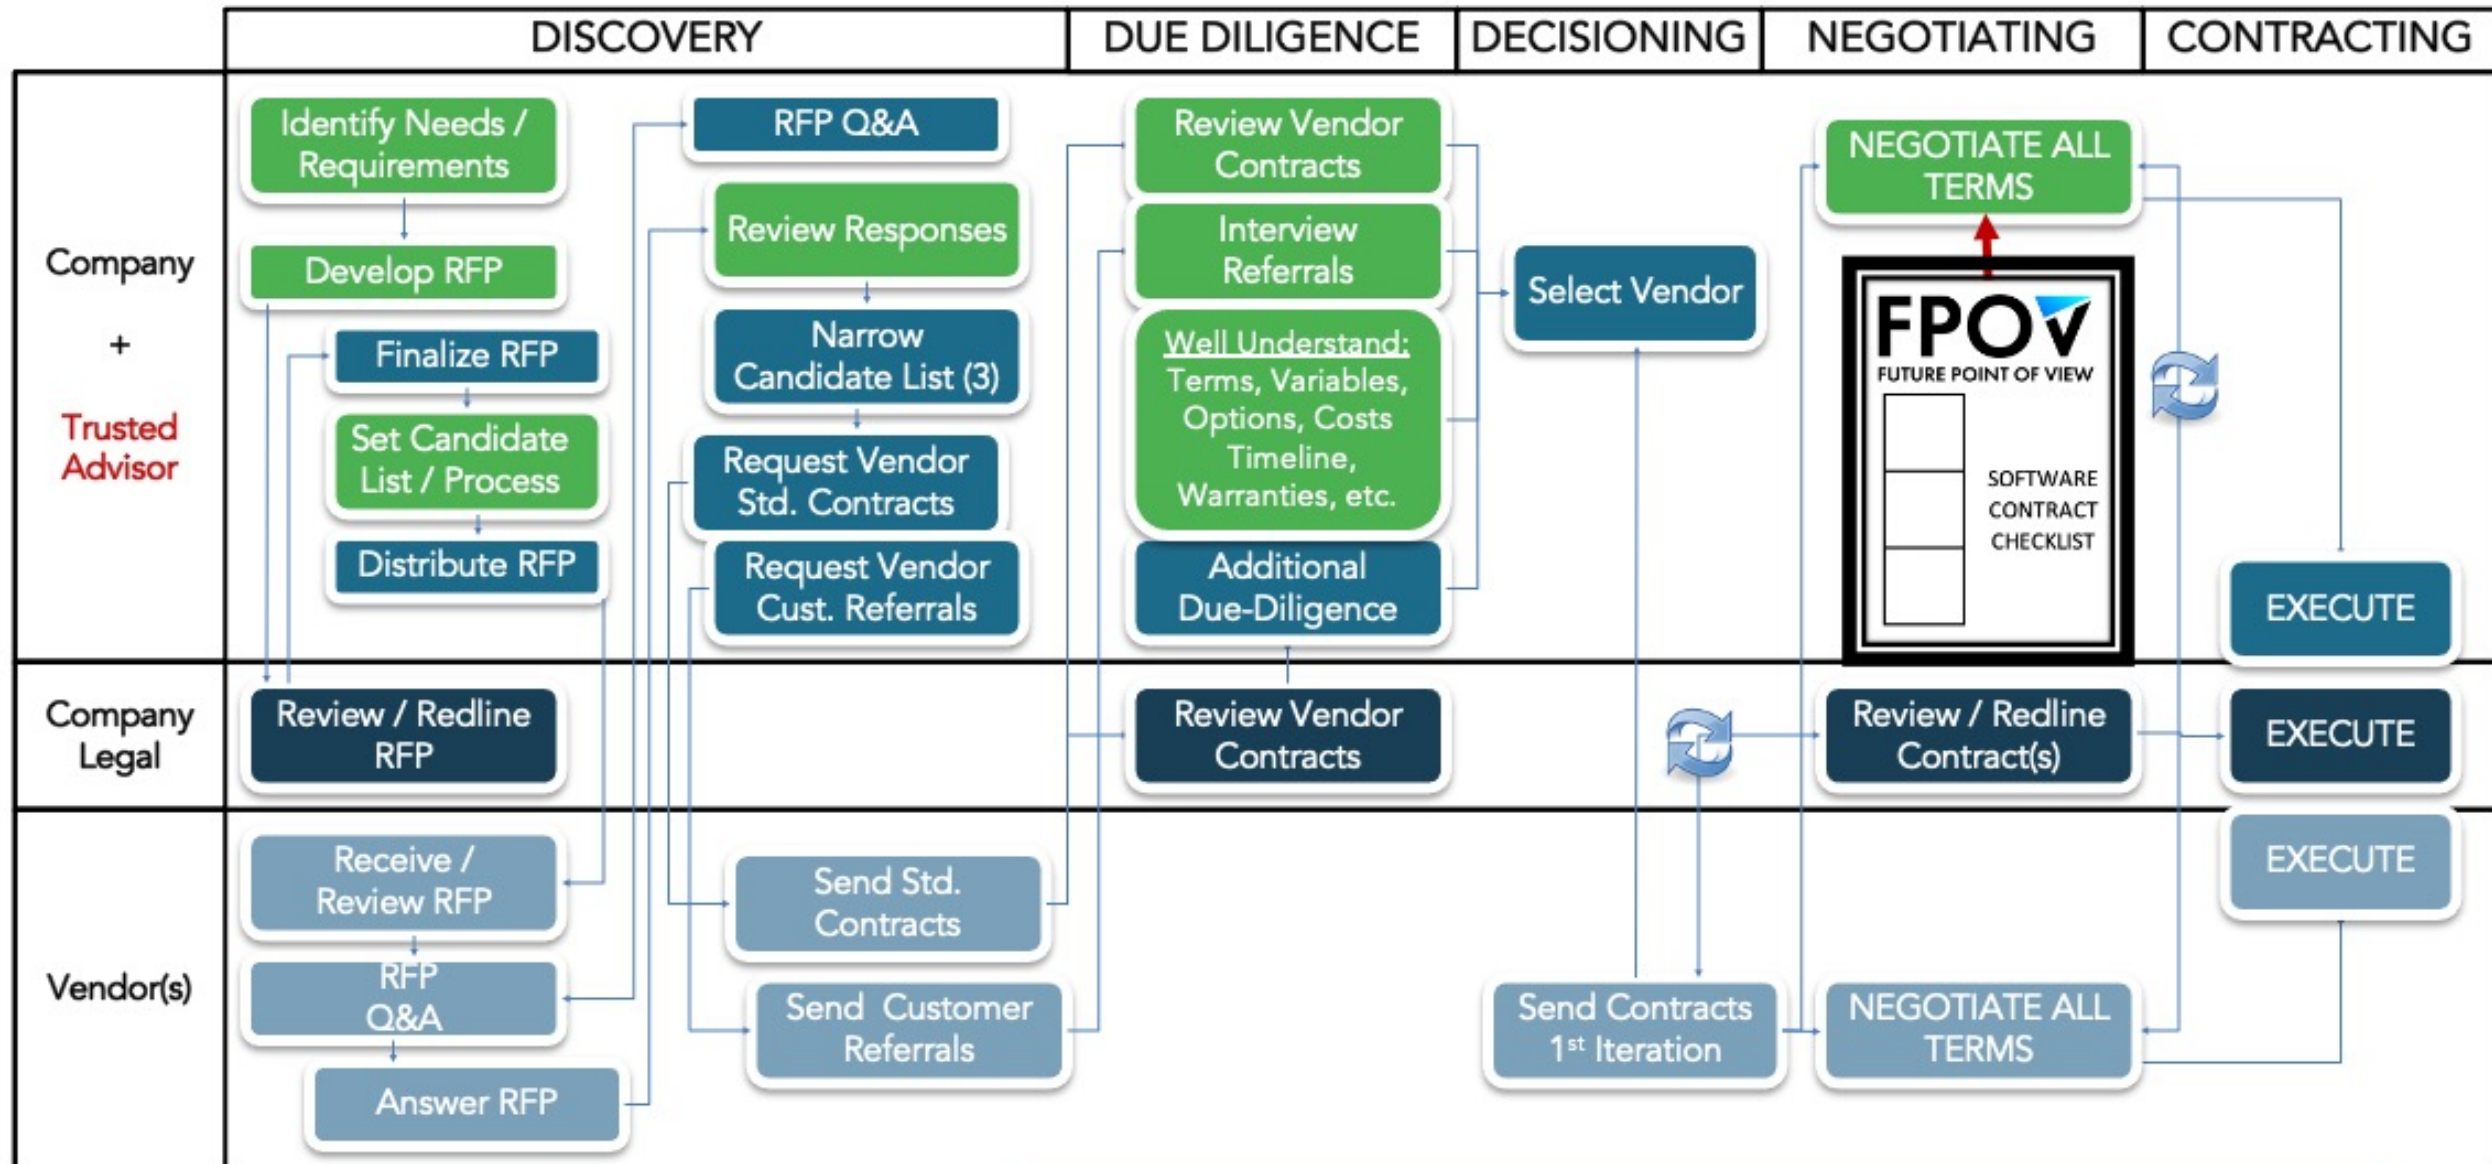 DISCOVERY
DUE DILIGENCE
DECISIONING
NEGOTIATING
CONTRACTING
Company
+
Trusted
Advisor
Identify Needs /
Requirements
Develop RFP
Finalize RFP
Set Candidate
List / Process
Distribute RFP
RFP Q&A
Review Responses
Narrow
Candidate List (3)
Request Vendor
Std. Contracts
Request Vendor
Cust. Referrals
Review Vendor
Contracts
Interview
Referrals
Well Understand:
Terms, Variables,
Options, Costs
Timeline,
Warranties, etc.
Additional
Due-Diligence
Select Vendor
NEGOTIATE ALL
TERMS
FPOV
FUTURE POINT OF VIEW
SOFTWARE
CONTRACT
CHECKLIST
EXECUTE
Company
Legal
Review / Redline
RFP
Review Vendor
Contracts
Review / Redline
Contract(s)
EXECUTE
Vendor(s)
Receive /
Review RFP
RFP
Q&A
Answer RFP
Send Std.
Contracts
Send Customer
Referrals
Send Contracts
1st Iteration
NEGOTIATE ALL
TERMS
EXECUTE